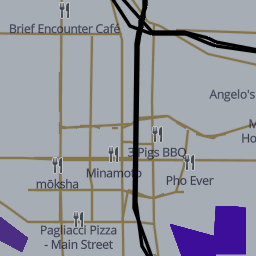 Brief Encounter Café
Angelo's
3 Pigs BBQ
Minamoto
mōksha
Pho Ever
Pagliacci Pizza
- Main Street